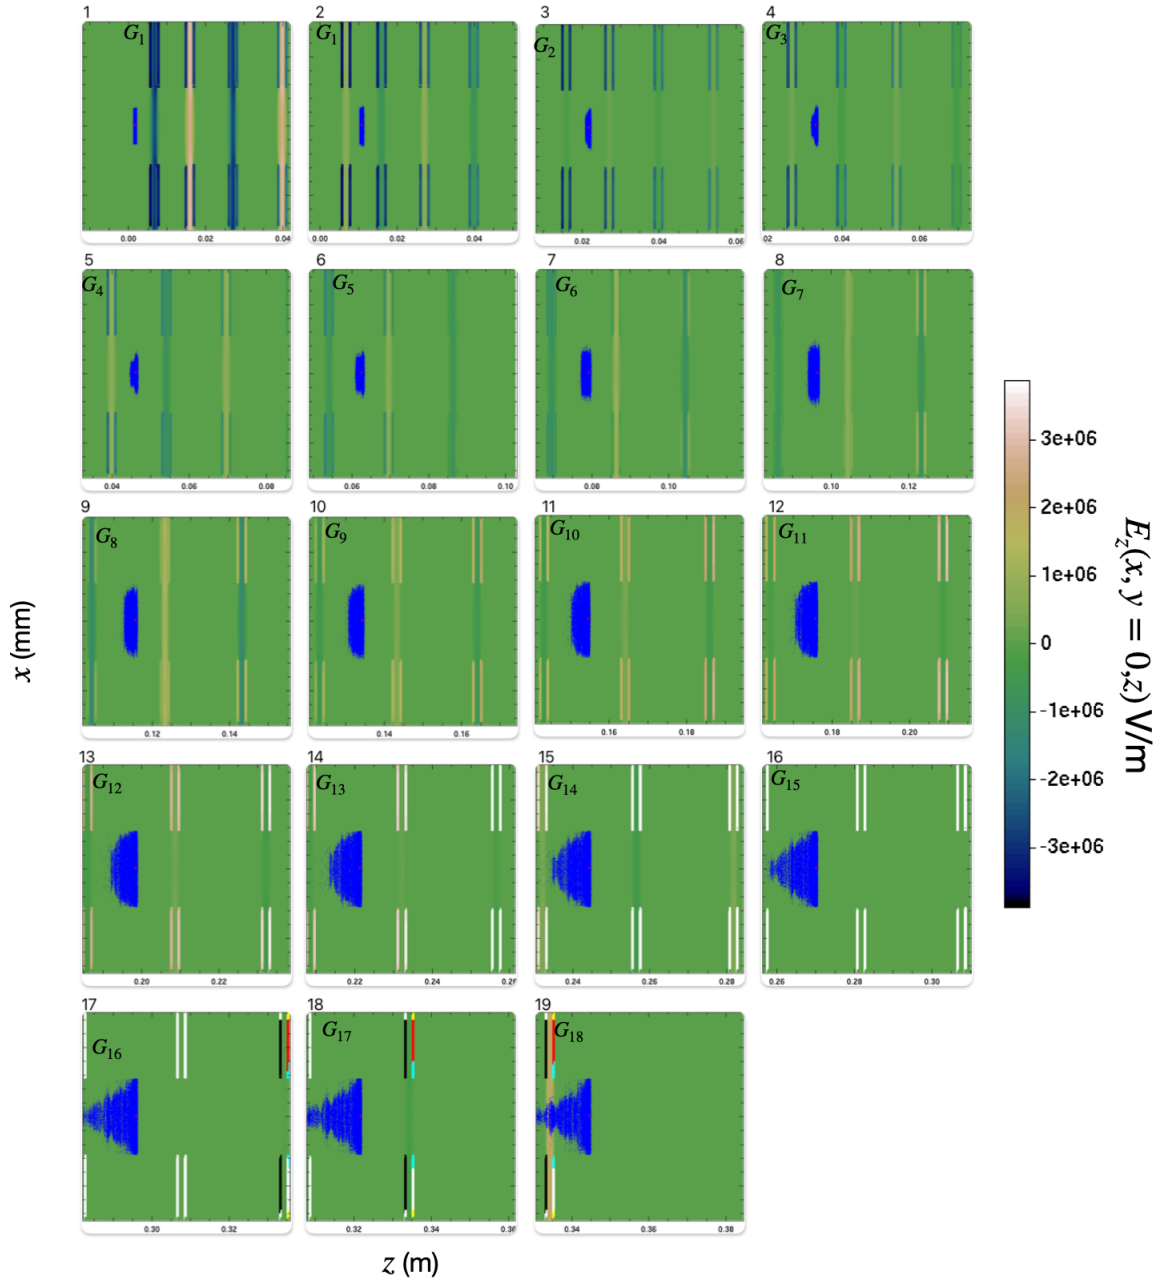 1 2 3 4
G1 G1 G2 G3
0.00 0.02 0.04 0.00 0.02 0.04 0.02 0.04 0.06 02 0.04 0.06
5 6 7 8
G4 G5 G6 G7
0.04 0.06 0.08 0.06 0.08 0.10 0.08 0.10 0.10 0.12
3e+06
2e+06
1e+06
0
-1e+06
-2e+06
-3e+06
Ez(x, y = 0,z) V/m
9 10 11 12
G8 G9 G10 G11
0.12 0.14 0.14 0.16 0.16 0.18 0.18 0.20
x (mm)
13 14 15 16
G12 G13 G14 G15
0.20 0.22 0.22 0.24 0.26 0.24 0.26 0.28 0.26 0.28 0.30
17 18 19
G16 G17 G18
0.30 0.32 0.32 0.34 0.36 0.34 0.36 0.38
z (m)